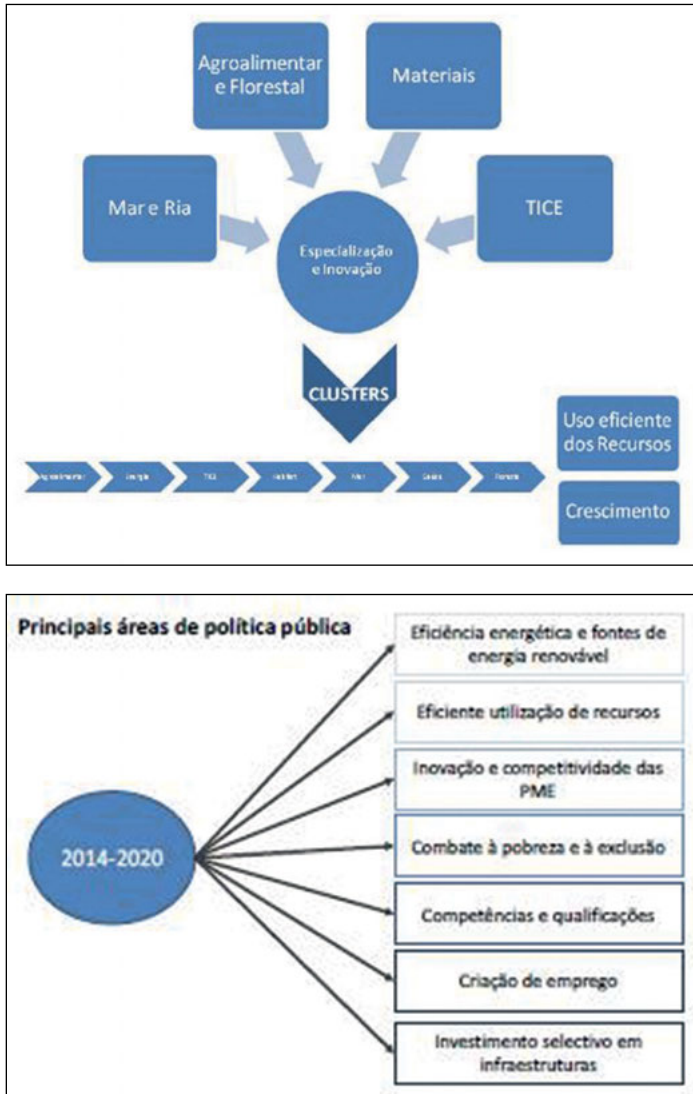 Agroalimentar
e Florestal
Materiais
Mar e Ria
TICE
Especialização
e Inovação
CLUSTERS
Uso eficiente
dos Recursos
Agroalimentar
Energia
TICE
Habitat
Mar
Crescimento
Principais áreas de política pública
Eficiência energética e fontes de
energia renovável
Eficiente utilização de recursos
Inovação e competitividade das
PME
2014-2020
Combate à pobreza e à exclusão
Competências e qualificações
Criação de emprego
Investimento selectivo em
infraestruturas